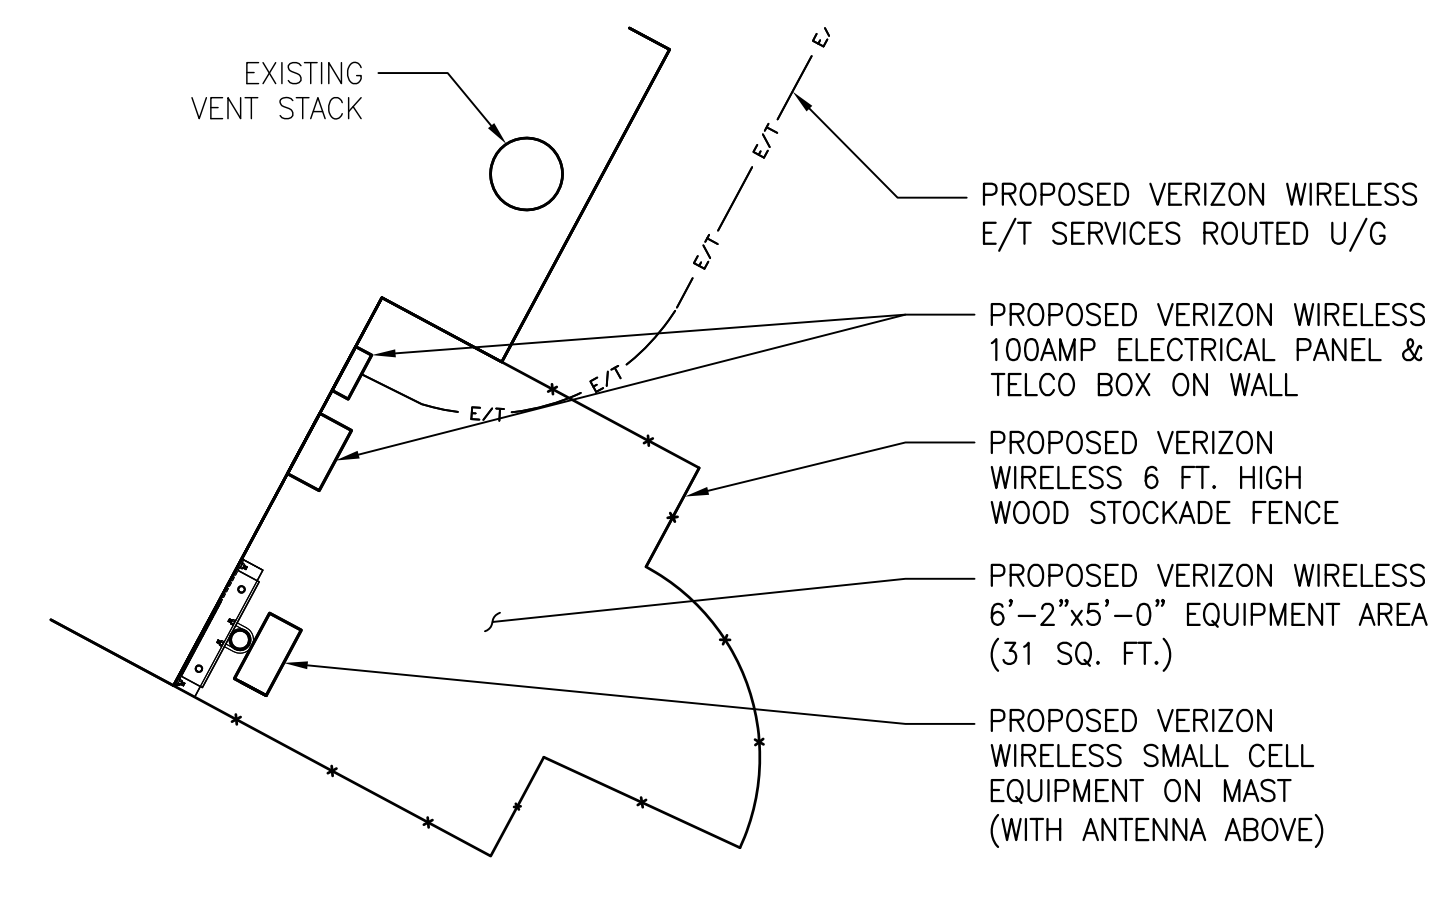 EXISTING
VENT STACK
E/
E/T
E/T
E/T
E/T
PROPOSED VERIZON WIRELESS
E/T SERVICES ROUTED U/G
PROPOSED VERIZON WIRELESS
100AMP ELECTRICAL PANEL &
TELCO BOX ON WALL
PROPOSED VERIZON
WIRELESS 6 FT. HIGH
WOOD STOCKADE FENCE
PROPOSED VERIZON WIRELESS
6'-2"x5'-0" EQUIPMENT AREA
(31 SQ. FT.)
PROPOSED VERIZON
WIRELESS SMALL CELL
EQUIPMENT ON MAST
(WITH ANTENNA ABOVE)